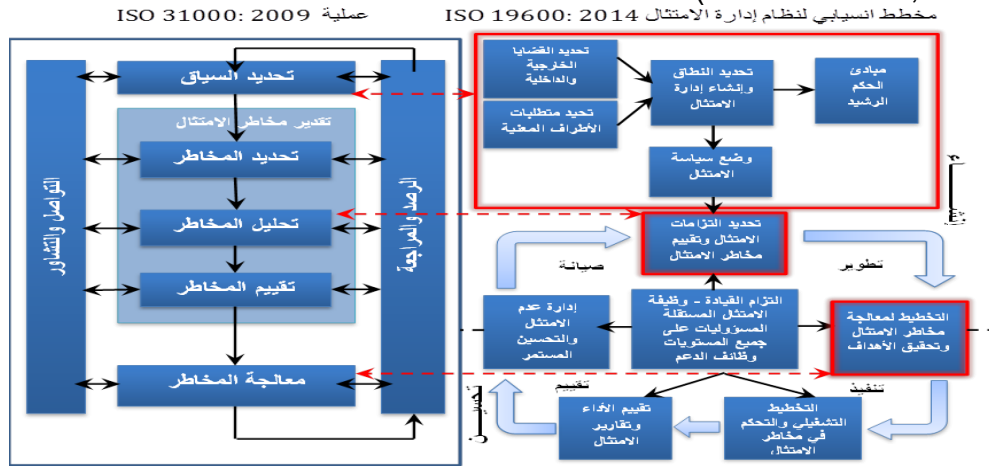 مخطط انسيابي لنظام إدارة الامتثال ISO 19600: 2014
عملية ISO 31000: 2009
تحديد القضايا
الخارجية
والداخلية
تحيد متطلبات
الأطراف المعنية
تحديد النطاق
وإنشاء إدارة
الامتثال
مبادئ
الحكم
الرشيد
وضع سياسة
الامتثال
إنشـــــاء
تحديد التزامات
الامتثال وتقييم
مخاطر الامتثال
تطوير
صيانة
التخطيط لمعالجة
مخاطر الامتثال
وتحقيق الأهداف
التزام القيادة - وظيفة
الامتثال المستقلة
المسؤوليات على
جميع المستويات
وظائف الدعم
إدارة عدم
الامتثال
والتحسين
المستمر
تنفيذ
تقييم
تحسيـــن
التخطيط
التشغيلي والتحكم
في مخاطر
الامتثال
تقييم الأداء
وتقارير
الامتثال
تحديد السياق
تقدير مخاطر الامتثال
تحديد المخاطر
تحليل المخاطر
تقييم المخاطر
معالجة المخاطر
الرصد والمراجعة
التواصل والتشاور